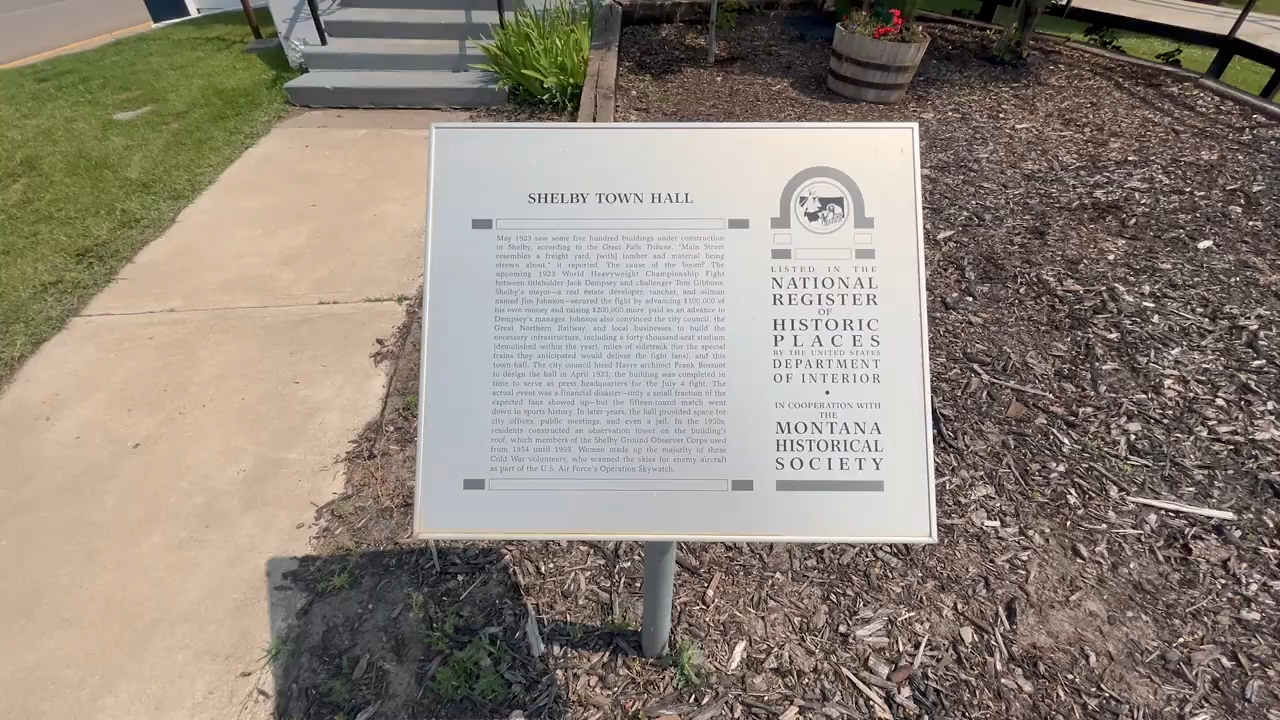 SHELBY TOWN HALL
May 1923 saw some five hundred buildings under construction
in Shelby, according to the Great Falls Tribune. "Main Street
resembles a freight yard, [with] lumber and material being
strewn about," it reported. The cause of the boom? The
upcoming 1923 World Heavyweight Championship Fight
between titleholder Jack Dempsey and challenger Tom Gibbons.
Shelby's mayor—a real estate developer, rancher, and oilman
named Jim Johnson—secured the fight by advancing $100,000 of
his own money and raising $200,000 more, paid as an advance to
Dempsey's manager. Johnson also convinced the city council, the
Great Northern Railway, and local businesses to build the
necessary infrastructure, including a forty-thousand-seat stadium
(demolished within the year), miles of sidetrack (for the special
trains they anticipated would deliver the fight fans), and this
town hall. The city council hired Havre architect Frank Bossuot
to design the hall in April 1923; the building was completed in
time to serve as press headquarters for the July 4 fight. The
actual event was a financial disaster—only a small fraction of the
expected fans showed up—but the fifteen-round match went
down in sports history. In later years, the hall provided space for
city offices, public meetings, and even a jail. In the 1950s,
residents constructed an observation tower on the building's
roof, which members of the Shelby Ground Observer Corps used
from 1954 until 1959. Women made up the majority of these
Cold War volunteers, who scanned the skies for enemy aircraft
as part of the U.S. Air Force's Operation Skywatch.
LISTED IN THE
NATIONAL
REGISTER
OF
HISTORIC
PLACES
BY THE UNITED STATES
DEPARTMENT
OF INTERIOR
•
IN COOPERATION WITH
THE
MONTANA
HISTORICAL
SOCIETY